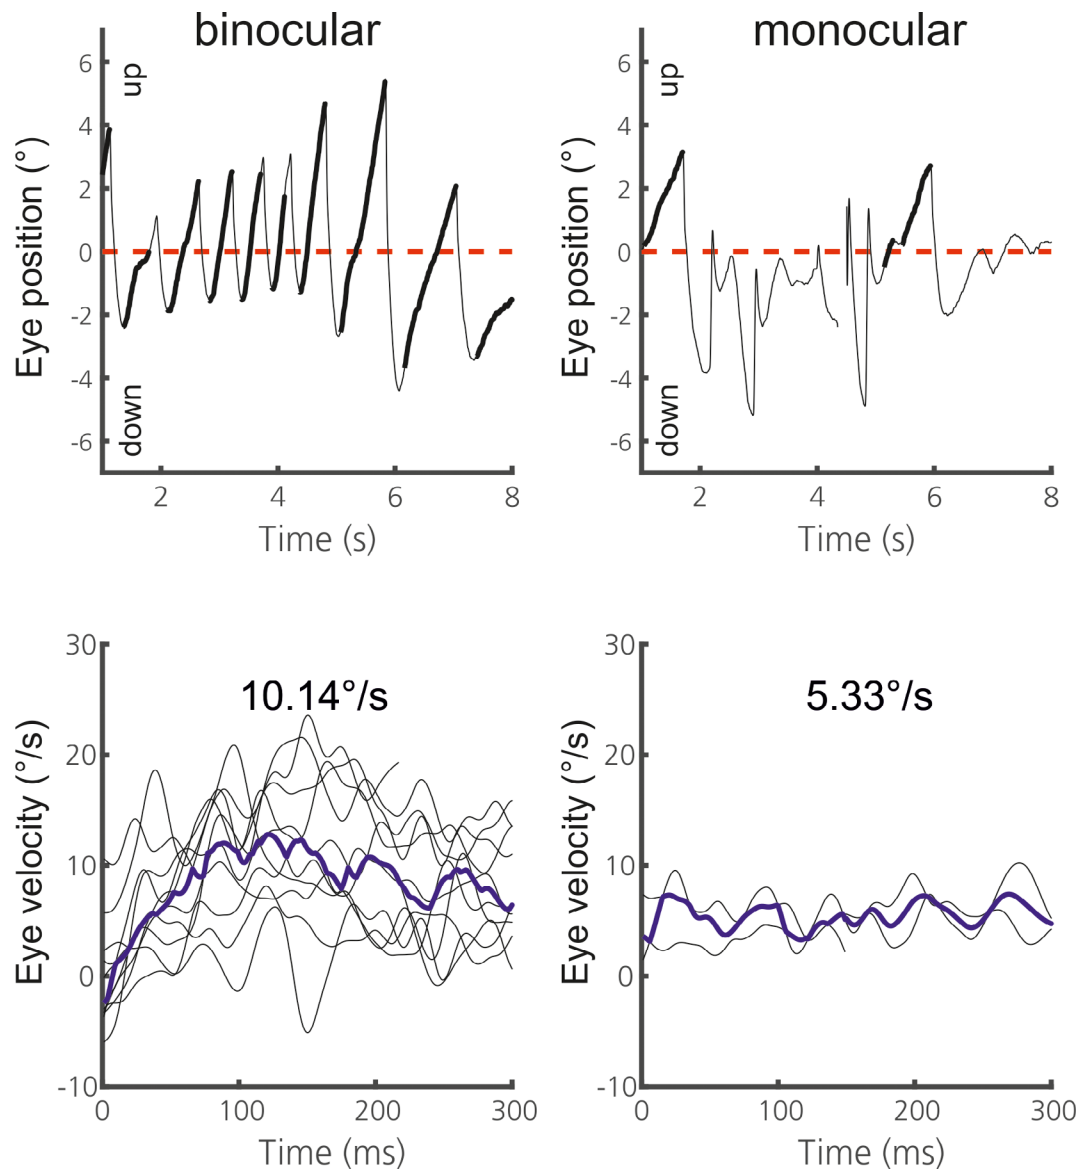 binocular
monocular
6
4
2
0
-2
-4
-6
up
down
Eye position (°)
2
4
6
8
Time (s)
6
4
2
0
-2
-4
-6
up
down
Eye position (°)
2
4
6
8
Time (s)
30
20
10
0
-10
Eye velocity (°/s)
10.14°/s
0
100
200
300
Time (ms)
30
20
10
0
-10
Eye velocity (°/s)
5.33°/s
0
100
200
300
Time (ms)